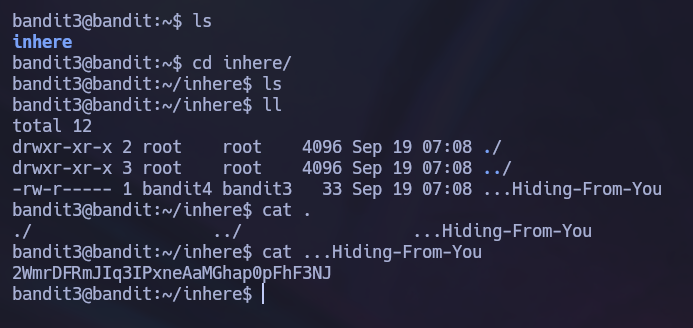 bandit3@bandit:~$ ls
inhere
bandit3@bandit:~$ cd inhere/
bandit3@bandit:~/inhere$ ls
bandit3@bandit:~/inhere$ ll
total 12
drwxr-xr-x 2 root    root    4096 Sep 19 07:08 ./
drwxr-xr-x 3 root    root    4096 Sep 19 07:08 ../
-rw-r----- 1 bandit4 bandit3   33 Sep 19 07:08 ...Hiding-From-You
bandit3@bandit:~/inhere$ cat .
./                  ../                 ...Hiding-From-You
bandit3@bandit:~/inhere$ cat ...Hiding-From-You
2WmrDFRmJIq3IPxneAaMGhap0pFhF3NJ
bandit3@bandit:~/inhere$